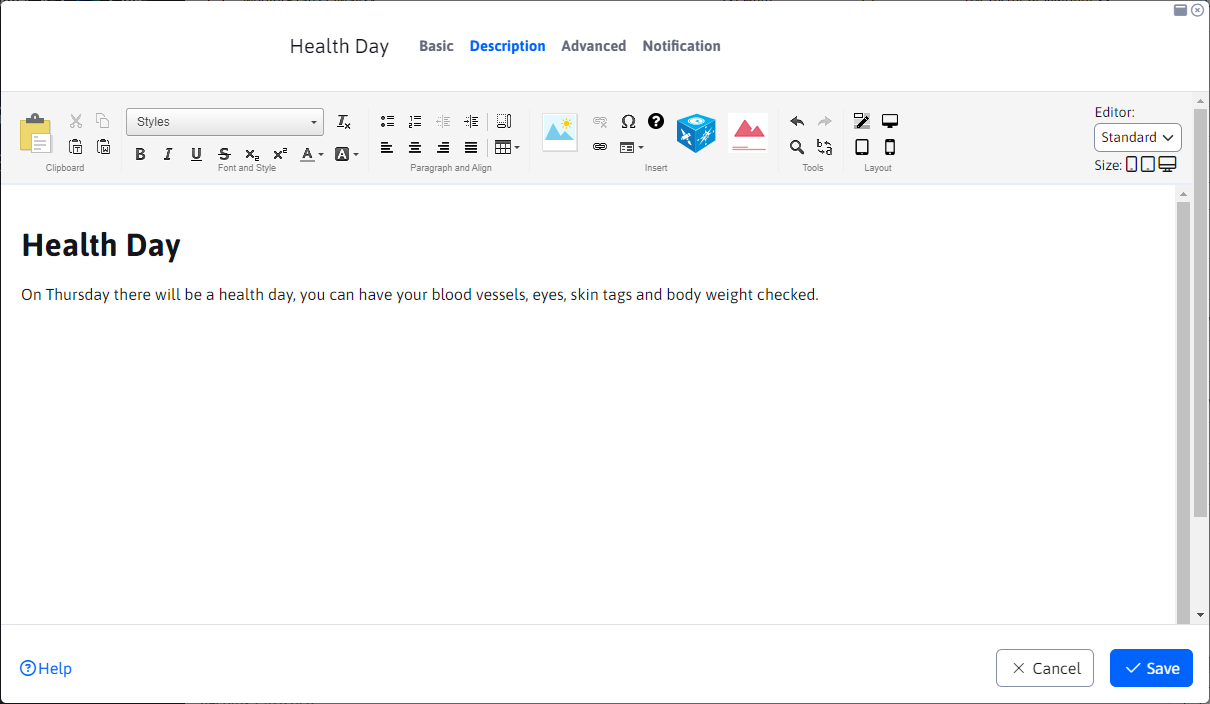 Health Day Basic Description Advanced Notification
Styles
Clipboard
Font and Style
Paragraph and Align
Insert
Tools
Layout
Editor:
Standard
Size:
Health Day
On Thursday there will be a health day, you can have your blood vessels, eyes, skin tags and body weight checked.
Help
Cancel
Save